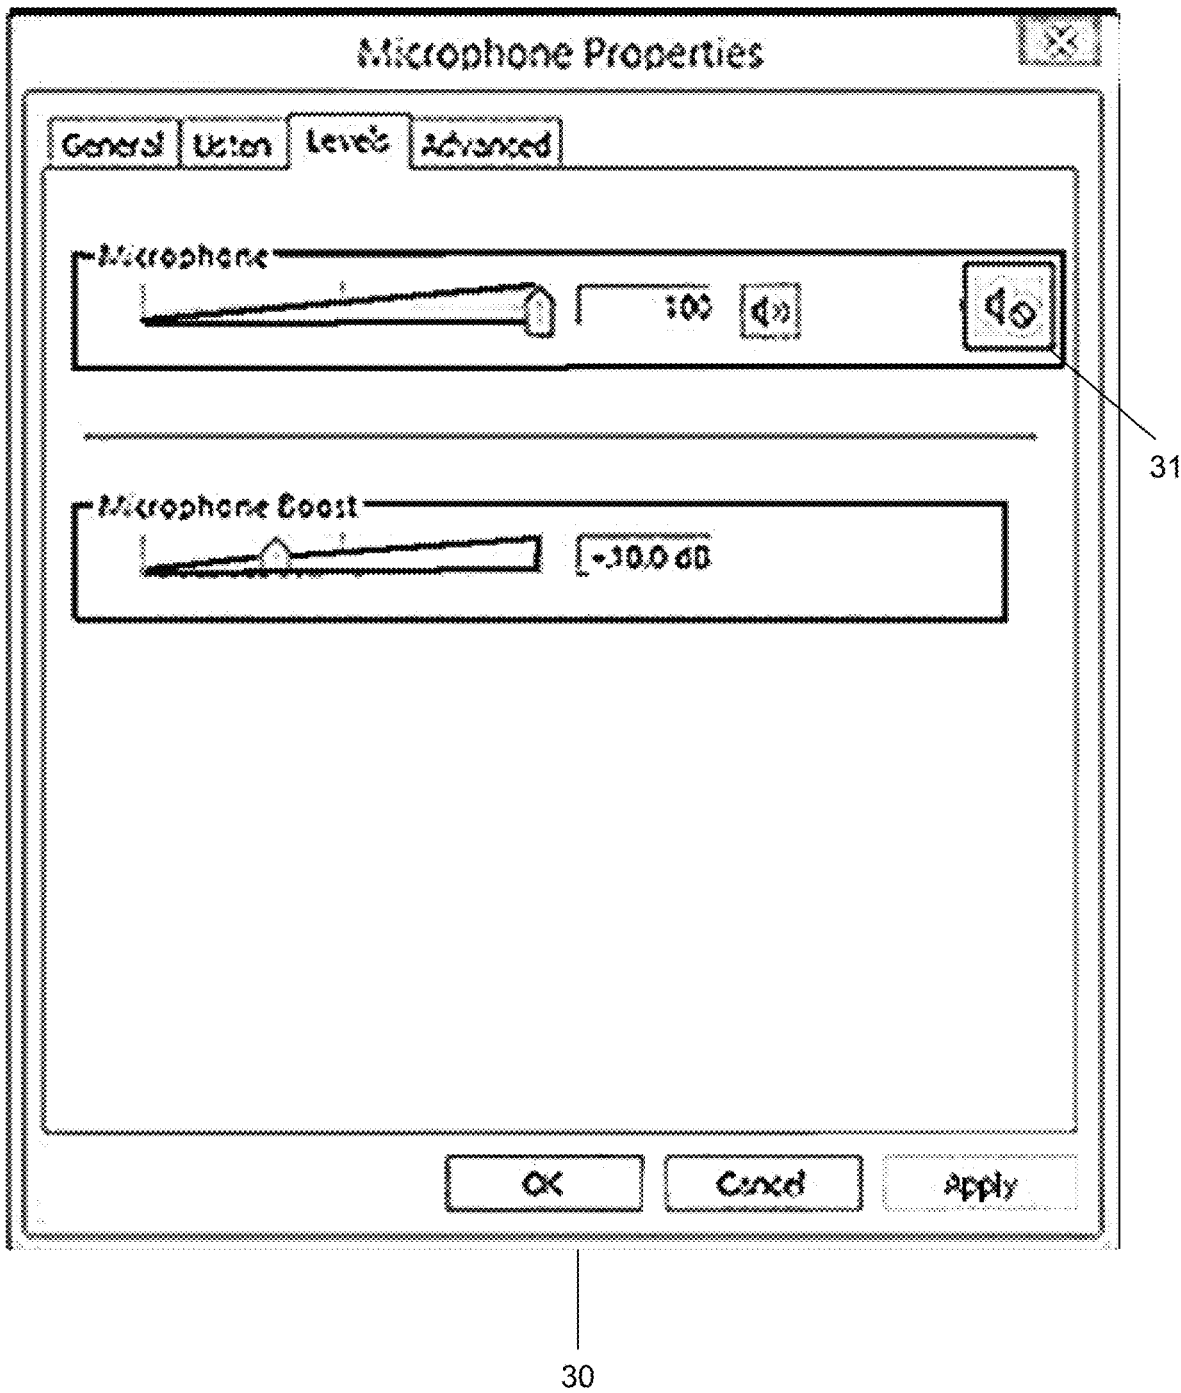 Microphone Properties
General Listen Levels Advanced
Microphone
100
31
Microphone Boost
+30.0 dB
OK Cancel Apply
30